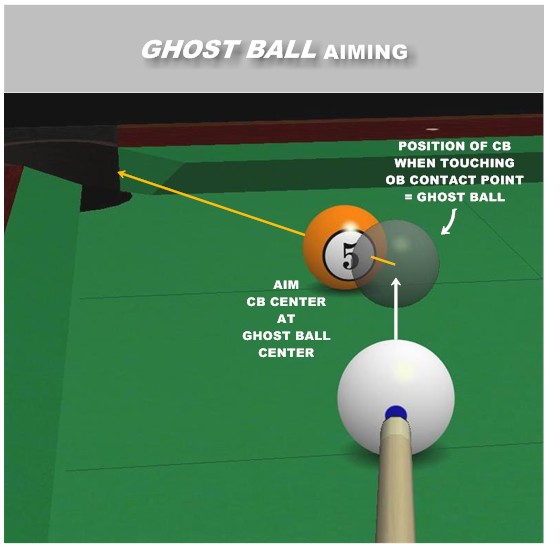 GHOST BALL AIMING
POSITION OF CB
WHEN TOUCHING
OB CONTACT POINT
= GHOST BALL
5
AIM
CB CENTER
AT
GHOST BALL
CENTER